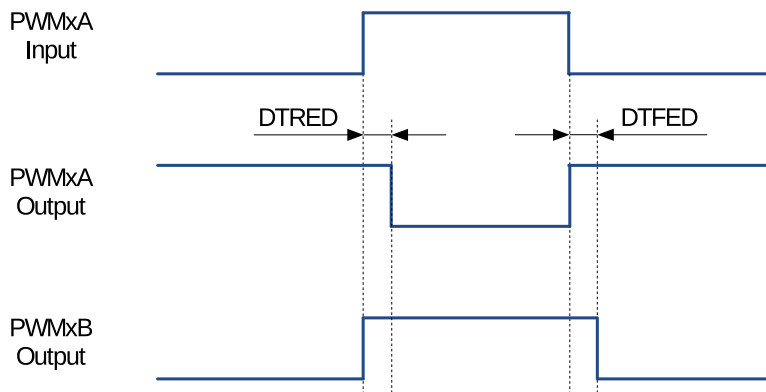 PWMxA
Input
DTRED
DTFED
PWMxA
Output
PWMxB
Output